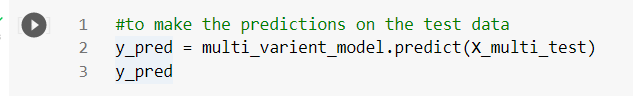 1 #to make the predictions on the test data
2 y_pred = multi_varient_model.predict(X_multi_test)
3 y_pred